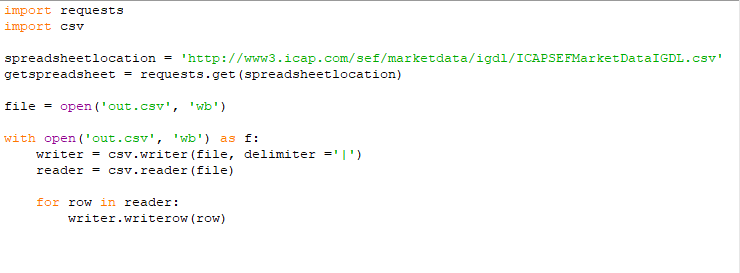 import requests
import csv

spreadsheetlocation = 'http://www3.icap.com/sef/marketdata/igdl/ICAPSEFMarketDataIGDL.csv'
getspreadsheet = requests.get(spreadsheetlocation)

file = open('out.csv', 'wb')

with open('out.csv', 'wb') as f:
    writer = csv.writer(file, delimiter ='|')
    reader = csv.reader(file)

    for row in reader:
        writer.writerow(row)